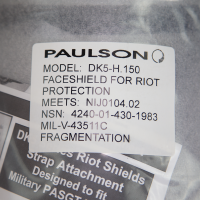 PAULSON
MODEL: DK5-H.150
FACESHIELD FOR RIOT
PROTECTION
MEETS: NIJ0104.02
NSN: 4240-01-430-1983
MIL-V-43511C
FRAGMENTATION
Riot Shields
Strap Attachment
Designed to fit
Military PASGT